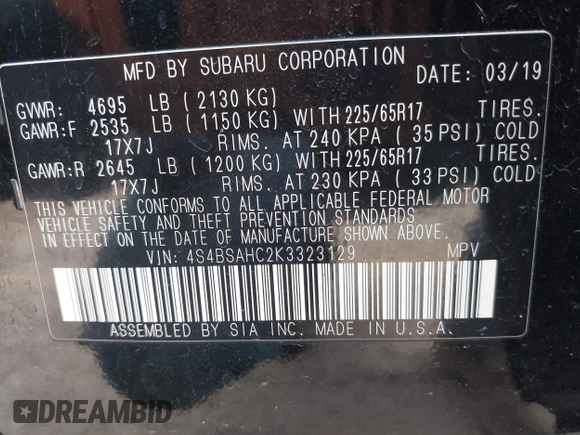 MFD BY SUBARU CORPORATION
DATE: 03/19
GVWR: 4695 LB ( 2130 KG)
GAWR:F 2535 LB ( 1150 KG) WITH 225/65R17 TIRES.
17X7J RIMS. AT 240 KPA ( 35 PSI) COLD
GAWR:R 2645 LB ( 1200 KG) WITH 225/65R17 TIRES.
17X7J RIMS. AT 230 KPA ( 33 PSI) COLD
THIS VEHICLE CONFORMS TO ALL APPLICABLE FEDERAL MOTOR
VEHICLE SAFETY AND THEFT PREVENTION STANDARDS
IN EFFECT ON THE DATE OF MANUFACTURE SHOWN ABOVE.
VIN: 4S4BSAHC2K3323129 MPV
ASSEMBLED BY SIA INC. MADE IN U.S.A.
DREAMBID